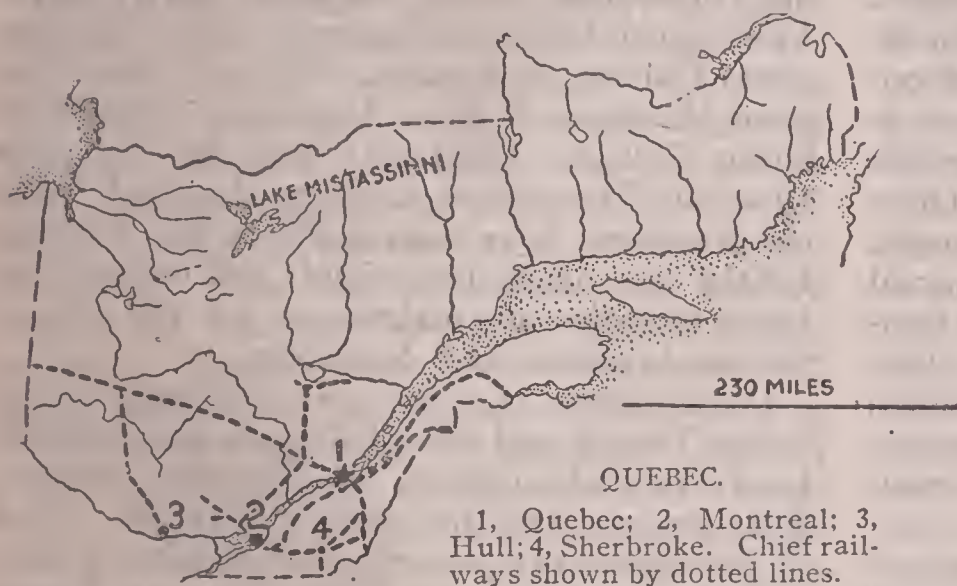 LAKE MISTASSINNI
230 MILES
1
3
2
4
QUEBEC.
1, Quebec; 2, Montreal; 3,
Hull; 4, Sherbroke. Chief rail-
ways shown by dotted lines.